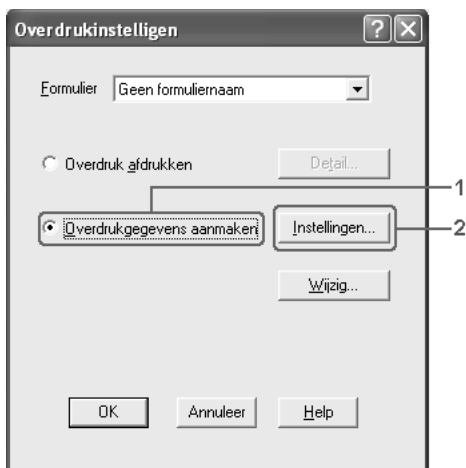 Overdrukinstelligen
Formulier Geen formuliernaam
Overdruk afdrukken Detail...
1
Overdrukgegevens aanmaken Instellingen... 2
Wijzig...
OK Annuleer Help